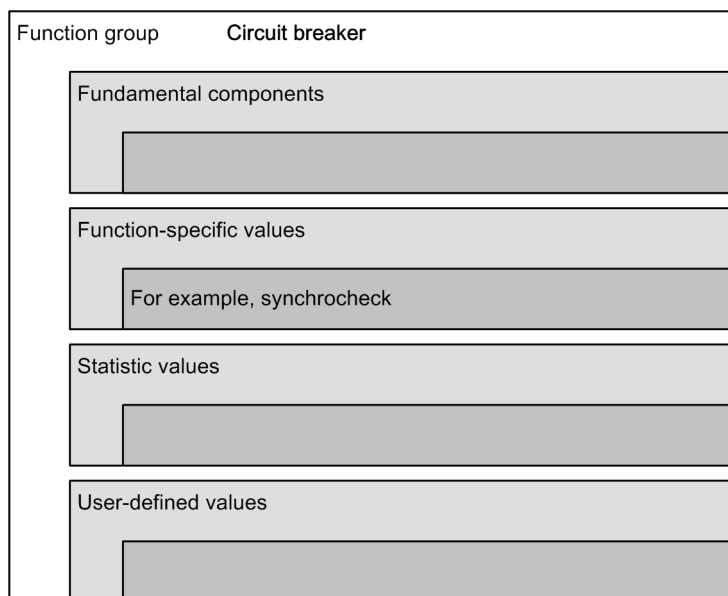 Function group Circuit breaker
Fundamental components
Function-specific values
For example, synchrocheck
Statistic values
User-defined values